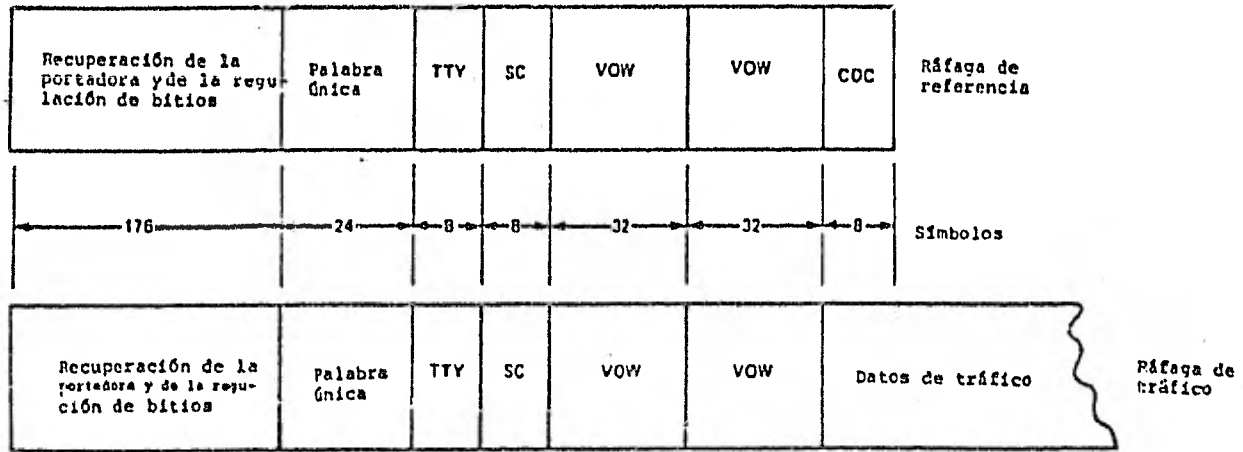 Recuperación de la
portadora y de la regu-
lación de bitios
Palabra
única
TTY
SC
VOW
VOW
CDC
Ráfaga de
referencia
176
24
8
8
32
32
8
Símbolos
Recuperación de la
portadora y de la regu-
ción de bitios
Palabra
única
TTY
SC
VOW
VOW
Datos de tráfico
Ráfaga de
tráfico